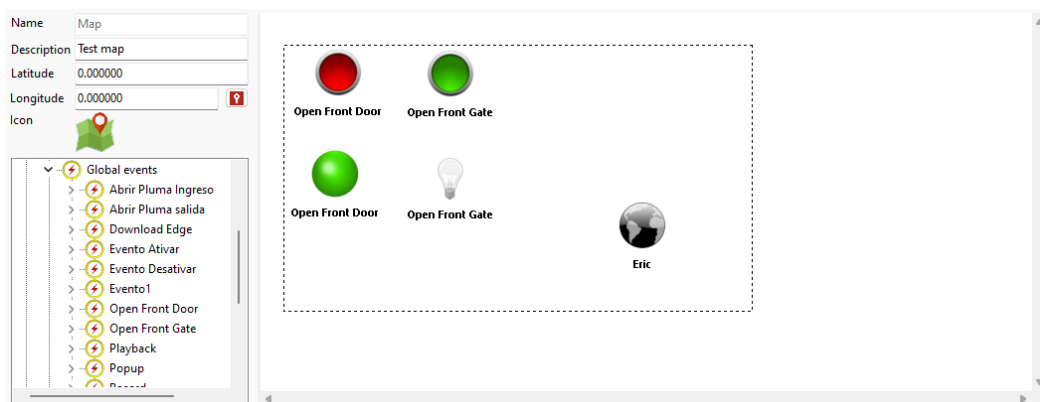 Name Map
Description Test map
Latitude 0.000000
Longitude 0.000000
Icon
Global events
Abrir Pluma Ingreso
Abrir Pluma salida
Download Edge
Evento Ativar
Evento Desativar
Evento1
Open Front Door
Open Front Gate
Playback
Popup
Record
Open Front Door Open Front Gate
Open Front Door Open Front Gate
Eric